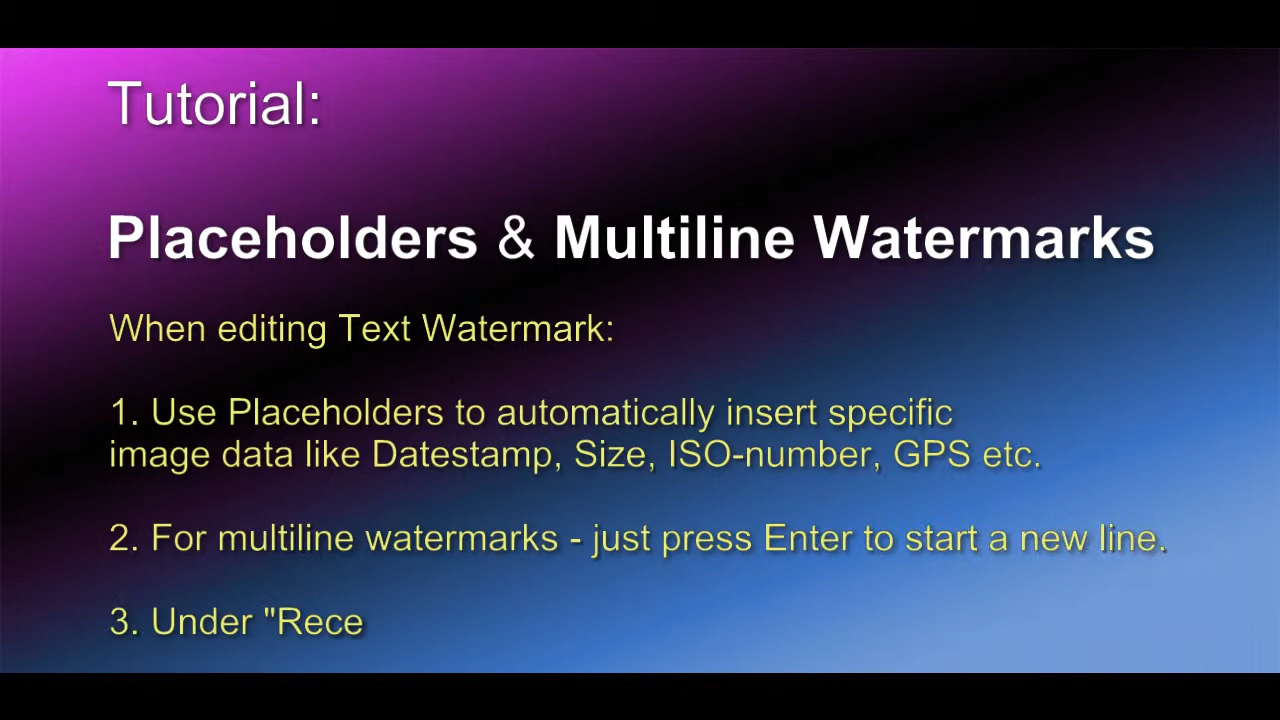 Tutorial:
Placeholders & Multiline Watermarks
When editing Text Watermark:
1. Use Placeholders to automatically insert specific
image data like Datestamp, Size, ISO-number, GPS etc.
2. For multiline watermarks - just press Enter to start a new line.
3. Under "Rece